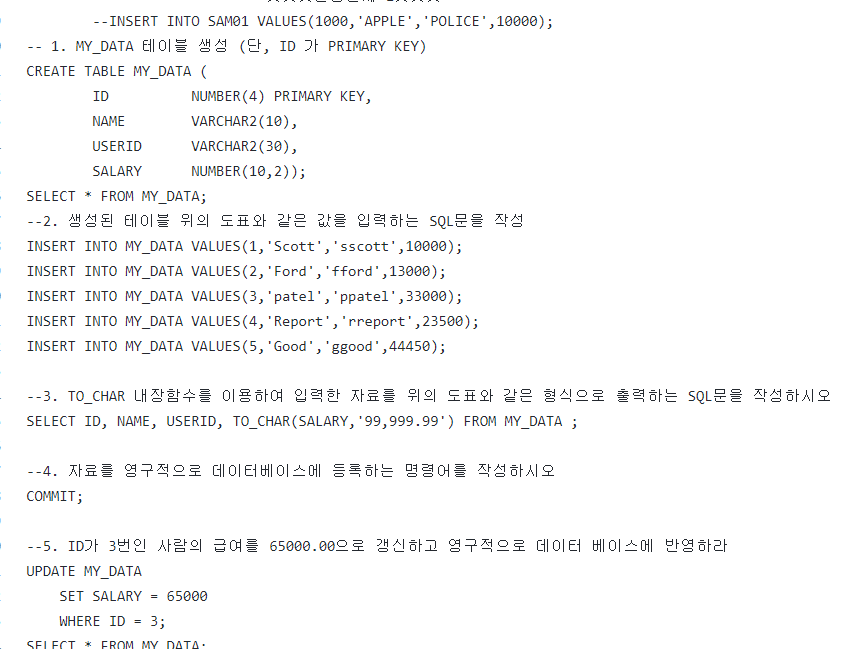 --INSERT INTO SAM01 VALUES(1000,'APPLE','POLICE',10000);
-- 1. MY_DATA 테이블 생성 (단, ID 가 PRIMARY KEY)
CREATE TABLE MY_DATA (
ID NUMBER(4) PRIMARY KEY,
NAME VARCHAR2(10),
USERID VARCHAR2(30),
SALARY NUMBER(10,2));
SELECT * FROM MY_DATA;
--2. 생성된 테이블 위의 도표와 같은 값을 입력하는 SQL문을 작성
INSERT INTO MY_DATA VALUES(1,'Scott','sscott',10000);
INSERT INTO MY_DATA VALUES(2,'Ford','fford',13000);
INSERT INTO MY_DATA VALUES(3,'patel','ppatel',33000);
INSERT INTO MY_DATA VALUES(4,'Report','rreport',23500);
INSERT INTO MY_DATA VALUES(5,'Good','ggood',44450);
--3. TO_CHAR 내장함수를 이용하여 입력한 자료를 위의 도표와 같은 형식으로 출력하는 SQL문을 작성하시오
SELECT ID, NAME, USERID, TO_CHAR(SALARY,'99,999.99') FROM MY_DATA ;
--4. 자료를 영구적으로 데이터베이스에 등록하는 명령어를 작성하시오
COMMIT;
--5. ID가 3번인 사람의 급여를 65000.00으로 갱신하고 영구적으로 데이터 베이스에 반영하라
UPDATE MY_DATA
SET SALARY = 65000
WHERE ID = 3;
SELECT * FROM MY_DATA;